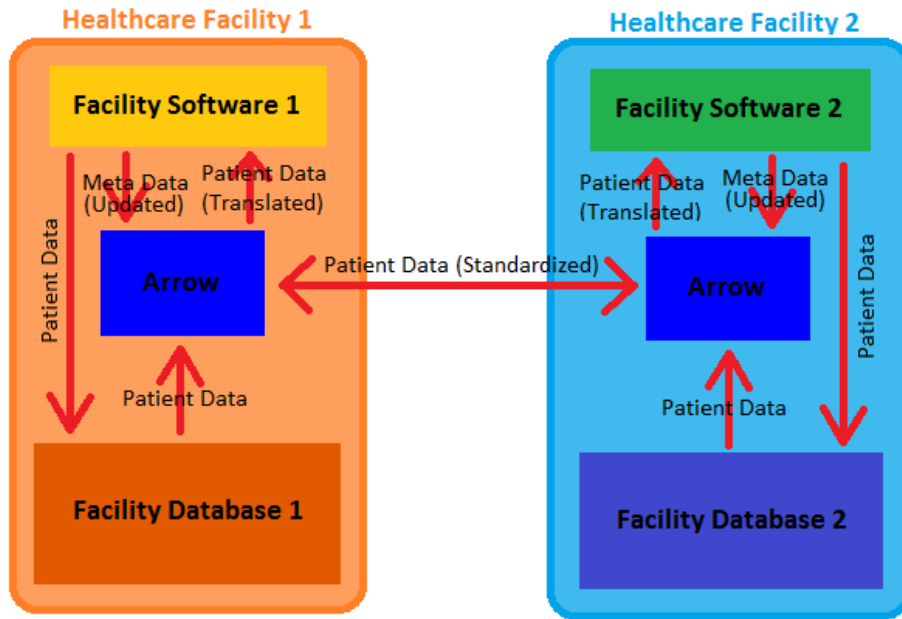 Healthcare Facility 1
Facility Software 1
Meta Data
(Updated)
Patient Data
(Translated)
Patient Data
Arrow
Patient Data
Facility Database 1
Patient Data (Standardized)
Healthcare Facility 2
Facility Software 2
Patient Data
(Translated)
Meta Data
(Updated)
Patient Data
Arrow
Patient Data
Facility Database 2